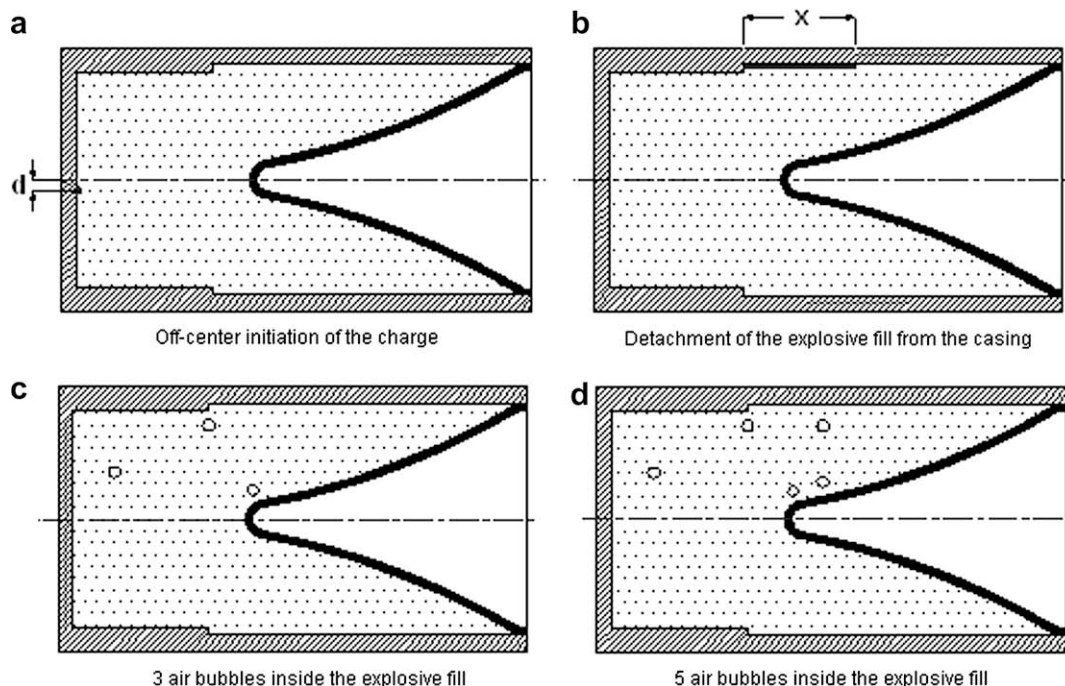 a
b
X
d
Off-center initiation of the charge
Detachment of the explosive fill from the casing
c
d
3 air bubbles inside the explosive fill
5 air bubbles inside the explosive fill